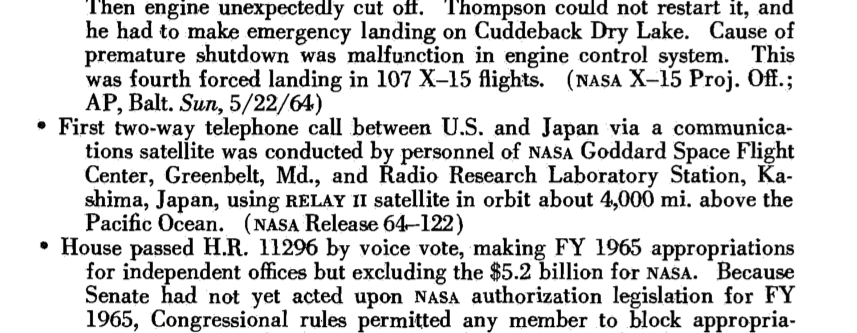 Then engine unexpectedly cut off. Thompson could not restart it, and
he had to make emergency landing on Cuddeback Dry Lake. Cause of
premature shutdown was malfunction in engine control system. This
was fourth forced landing in 107 X–15 flights. (NASA X–15 Proj. Off.;
AP, Balt. Sun, 5/22/64)
• First two-way telephone call between U.S. and Japan via a communica-
tions satellite was conducted by personnel of NASA Goddard Space Flight
Center, Greenbelt, Md., and Radio Research Laboratory Station, Ka-
shima, Japan, using RELAY II satellite in orbit about 4,000 mi. above the
Pacific Ocean. (NASA Release 64–122)
• House passed H.R. 11296 by voice vote, making FY 1965 appropriations
for independent offices but excluding the $5.2 billion for NASA. Because
Senate had not yet acted upon NASA authorization legislation for FY
1965, Congressional rules permitted any member to block appropria-